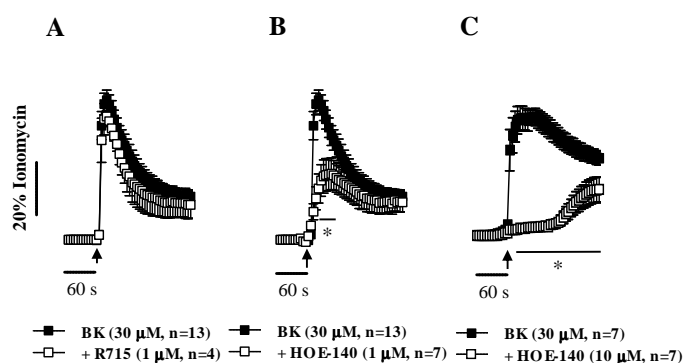 A
B
C
20% Ionomycin
*
*
60 s
60 s
60 s
BK (30 µM, n=13)
+ R715 (1 µM, n=4)
BK (30 µM, n=13)
+ HOE-140 (1 µM, n=7)
BK (30 µM, n=7)
+ HOE-140 (10 µM, n=7)